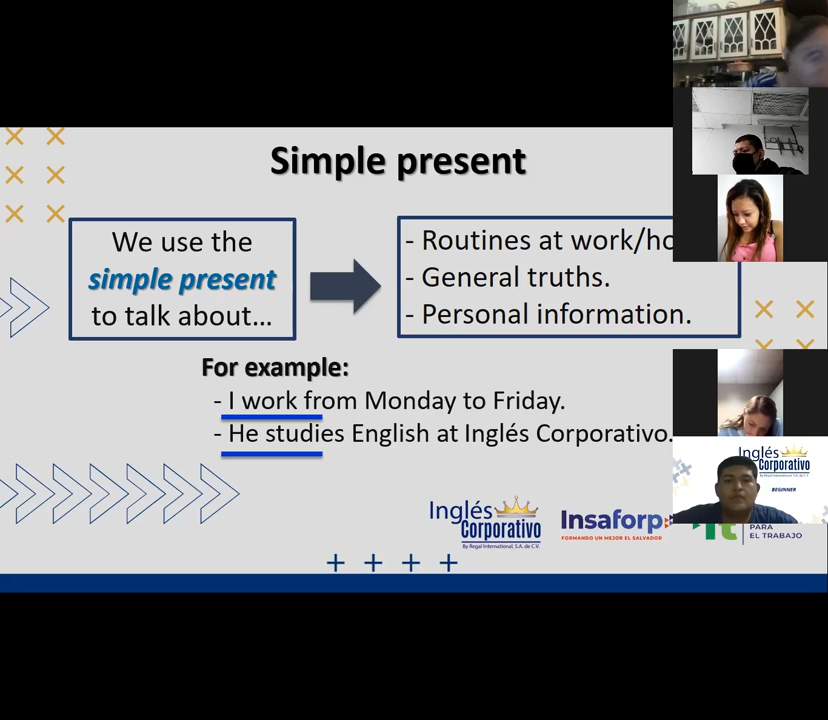 Simple present
We use the
simple present
to talk about...
- Routines at work/ho
- General truths.
- Personal information.
For example:
- I work from Monday to Friday.
- He studies English at Inglés Corporativo.
Inglés
Corporativo
By Regal International, S.A. de C.V.
Insaforp
FORMANDO UN MEJOR EL SALVADOR
PARA
EL TRABAJO
Inglés
Corporativo
BEGINNER